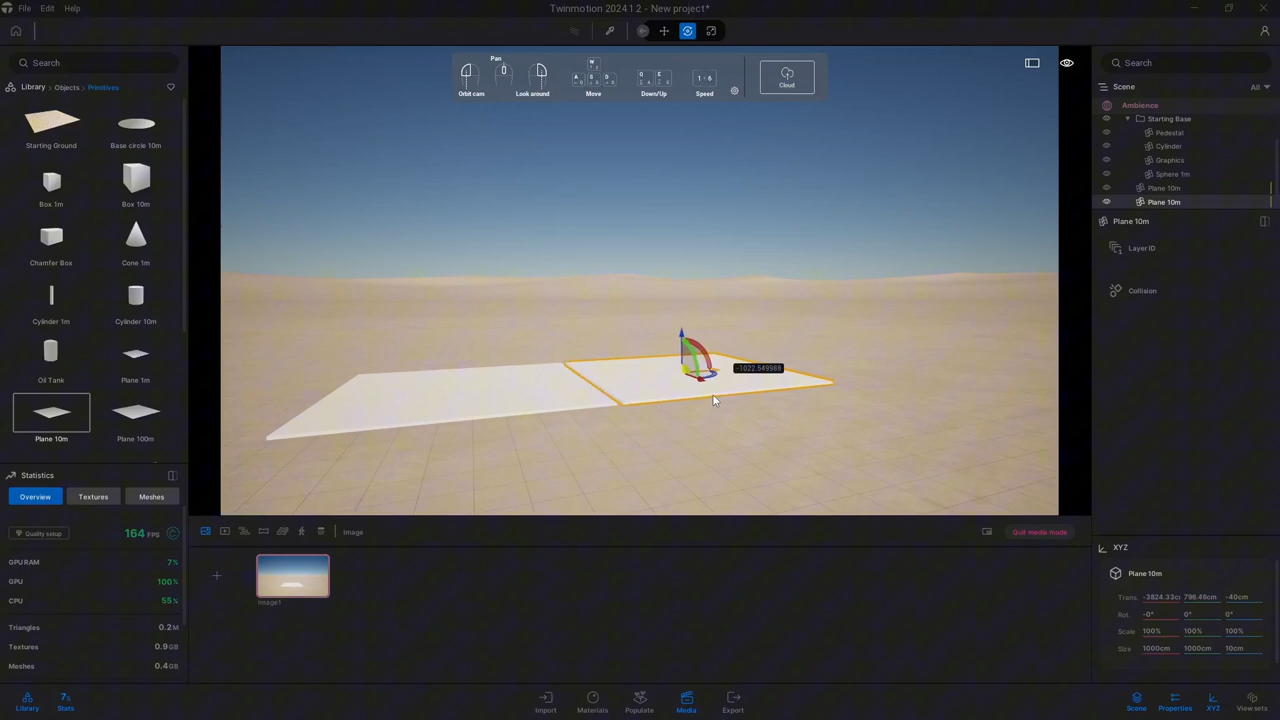 File Edit Help
Twinmotion 2024.1.2 - New project*
Search
Library › Objects › Primitives
Starting Ground
Base circle 10m
Box 1m
Box 10m
Chamfer Box
Cone 1m
Cylinder 1m
Cylinder 10m
Oil Tank
Plane 1m
Plane 10m
Plane 100m
Statistics
Overview
Textures
Meshes
Quality setup
164 FPS
GPU RAM 7%
GPU 100%
CPU 55%
Triangles 0.2M
Textures 0.9GB
Meshes 0.4GB
Library
7%
Stats
Orbit cam
Pan
Look around
W
A S D
Move
Q E
Down/Up
1 - 6
Speed
Cloud
-1022.549988
Image
Quit media mode
Image1
Import
Materials
Populate
Media
Export
Search
Scene
All
Ambience
Starting Base
Pedestal
Cylinder
Graphics
Sphere 1m
Plane 10m
Plane 10m
Plane 10m
Layer ID
Collision
XYZ
Plane 10m
Trans. -3824.33c 796.46cm -40cm
Rot. -0° 0° 0°
Scale 100% 100% 100%
Size 1000cm 1000cm 10cm
Scene
Properties
XYZ
View sets